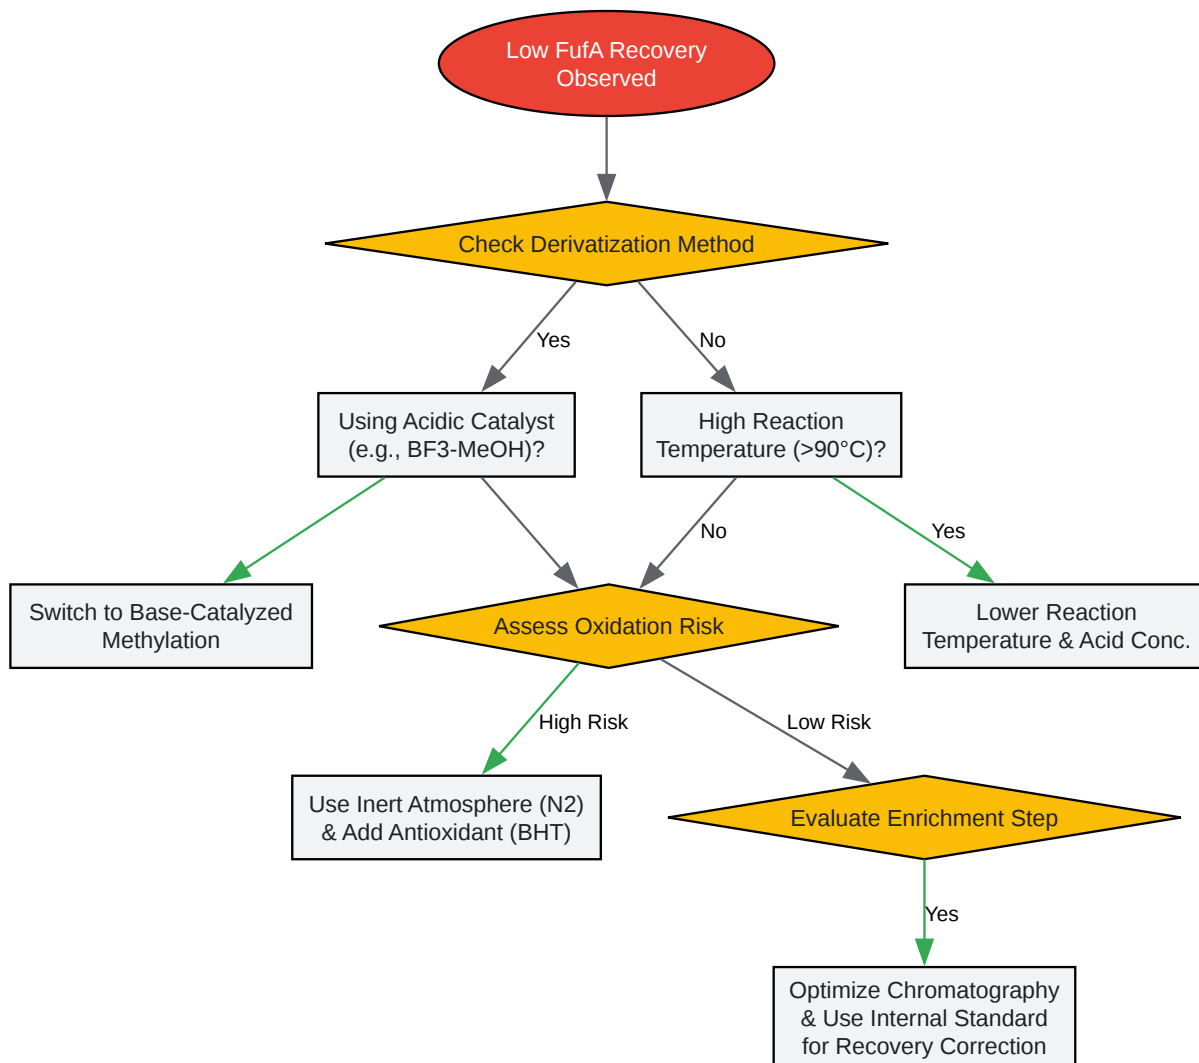 Low FufA Recovery
Observed
Check Derivatization Method
Yes
No
Using Acidic Catalyst
(e.g., BF3-MeOH)?
High Reaction
Temperature (>90°C)?
No
Yes
Switch to Base-Catalyzed
Methylation
Assess Oxidation Risk
Lower Reaction
Temperature & Acid Conc.
High Risk
Low Risk
Use Inert Atmosphere (N2)
& Add Antioxidant (BHT)
Evaluate Enrichment Step
Yes
Optimize Chromatography
& Use Internal Standard
for Recovery Correction